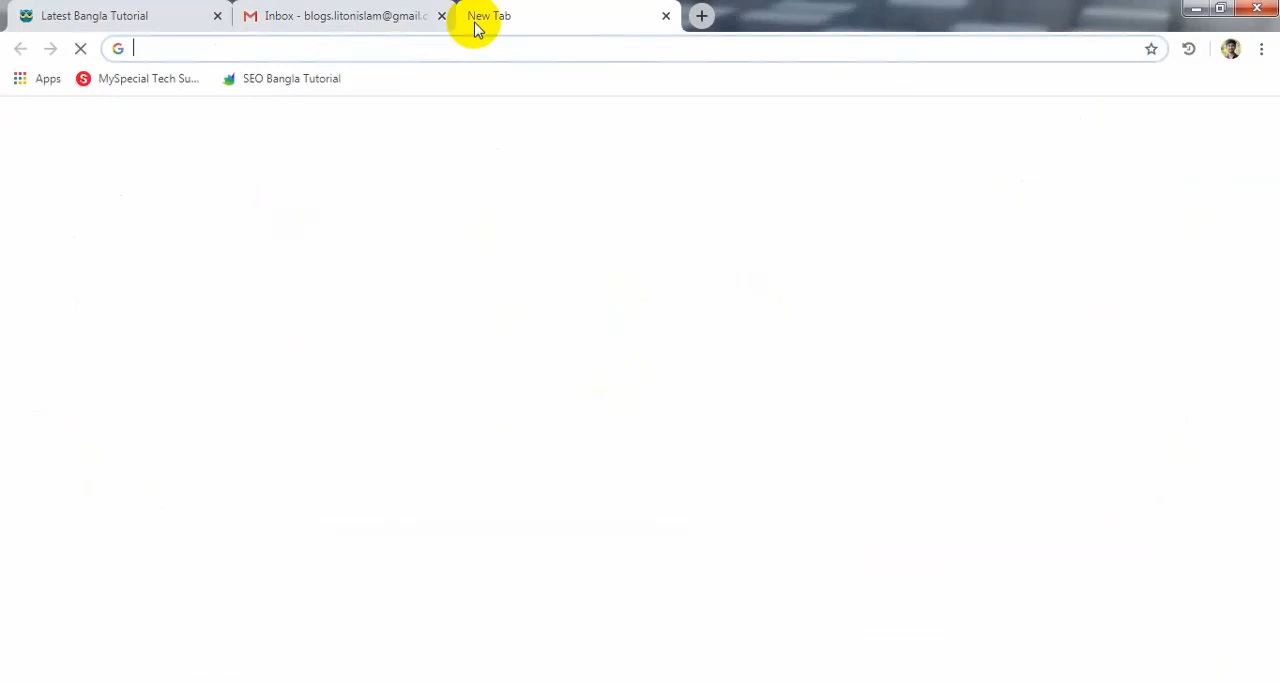 Latest Bangla Tutorial
Inbox - blogs.litonislam@gmail.c
New Tab
Apps
MySpecial Tech Su...
SEO Bangla Tutorial